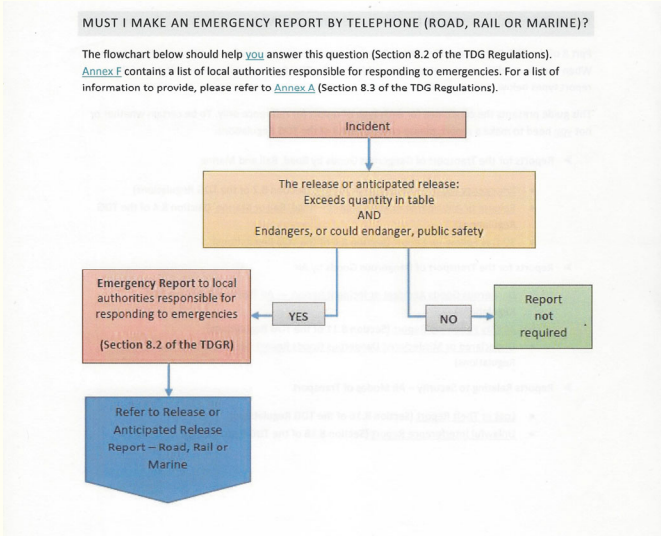 MUST I MAKE AN EMERGENCY REPORT BY TELEPHONE (ROAD, RAIL OR MARINE)?
The flowchart below should help you answer this question (Section 8.2 of the TDG Regulations).
Annex F contains a list of local authorities responsible for responding to emergencies. For a list of
information to provide, please refer to Annex A (Section 8.3 of the TDG Regulations).
Incident
The release or anticipated release:
Exceeds quantity in table
AND
Endangers, or could endanger, public safety
Emergency Report to local
authorities responsible for
responding to emergencies
(Section 8.2 of the TDGR)
YES
NO
Report
not
required
Refer to Release or
Anticipated Release
Report – Road, Rail or
Marine